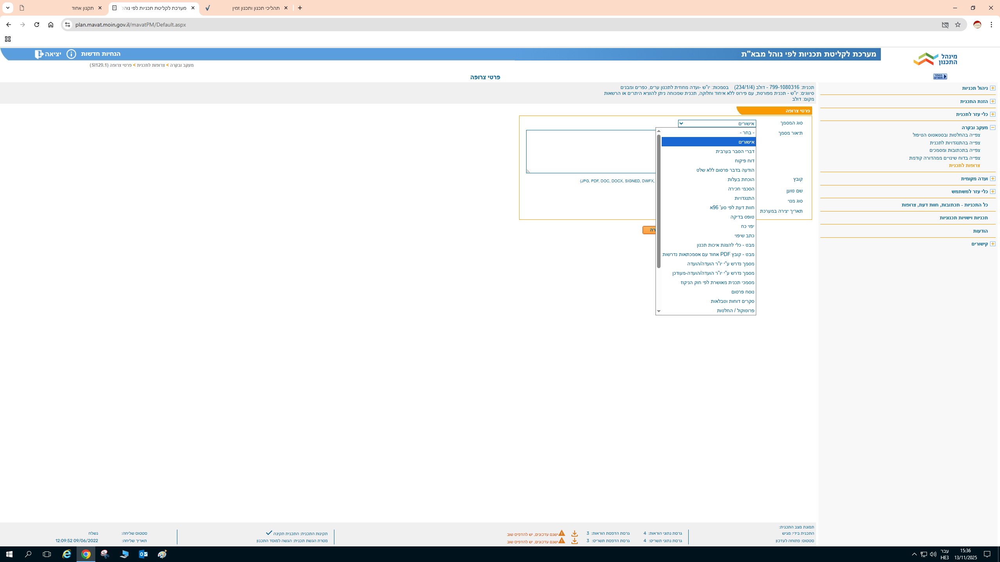 תקנון אחוד
מערכת לקליטת תכניות לפי נוהל
תהליכי תכנון ותכנון זמין
plan.mavat.moin.gov.il/mavatPM/Default.aspx
מינהל
התכנון
מערכת לקליטת תכניות לפי נוהל מבא"ת
הנחיות חדשות
יציאה
מעקב ובקרה > צרופות לתכנית > פרטי צרופה (SI129.1)
הסתר
תפריט
פרטי צרופה
תכנית: 799-1080316 - דולב (234/1/4) בסמכות: יו"ש -ועדה מחוזית לתכנון ערים, כפרים ומבנים
סיווגים: יו"ש - תכנית מפורטת, עם פירוט ללא איחוד וחלוקה, תכנית שמכוחה ניתן להוציא היתרים או הרשאות
מקום: דולב
ניהול תכניות
הזנת התכנית
כלי עזר לתכנית
מעקב ובקרה
צפייה בהחלטות ובסטאטוס הטיפול
צפייה בהתנגדויות לתכנית
צפייה בתכתובות ומסמכים
צפייה בדוח שינויים ממהדורה קודמת
צרופות לתכנית
ועדה מקומית
כלי עזר למשתמש
כל התכניות - תכתובות, חוות דעת, צרופות
תכניות וישויות תכנוניות
הודעות
קישורים
פרטי צרופה
סוג המסמך
אישורים
תיאור מסמך
קובץ
(JPG, PDF, DOC, DOCX, SIGNED, DWFX,
שם טוען
סוג מנוי
תאריך יצירה במערכת
- בחר -
אישורים
דברי הסבר בערבית
דוח פיקוח
הודעה בדבר פרסום ללא שלט
הוכחת בעלות
הסכמי חכירה
התנגדויות
חוות דעת לפי סע' 96א
טופס בדיקה
יפוי כח
כתב שיפוי
מבט - כלי להצגת איכות תכנון
מבט - קובץ PDF אחוד עם אסמכתאות נדרשות
מסמך נדרש ע"י יו"ר הועדה/הועדה
מסמך נדרש ע"י יו"ר הועדה/הועדה-מעודכן
מסמכי תכנית מאושרת לפי חוק הניקוז
נוסח פרסום
סקרים דוחות וטבלאות
פרוטוקול / החלטות
תמונת מצב התכנית:
התכנית בידי: מגיש
סטטוס: פתוחה לעדכון
גרסת נתוני הוראות: 4
גרסת הדפסת הוראות: 3
ישנם עדכונים, יש להדפיס שוב
גרסת נתוני תשריט: 4
גרסת הדפסת תשריט: 3
ישנם עדכונים, יש להדפיס שוב
תקינות התכנית: התכנית תקינה
מטרת הגשת תכנית: הגשה למוסד התכנון
סטטוס שליחה: נשלח
תאריך שליחה: 09/06/2022 12:09:52
עבר
HE3
15:36
13/11/2025